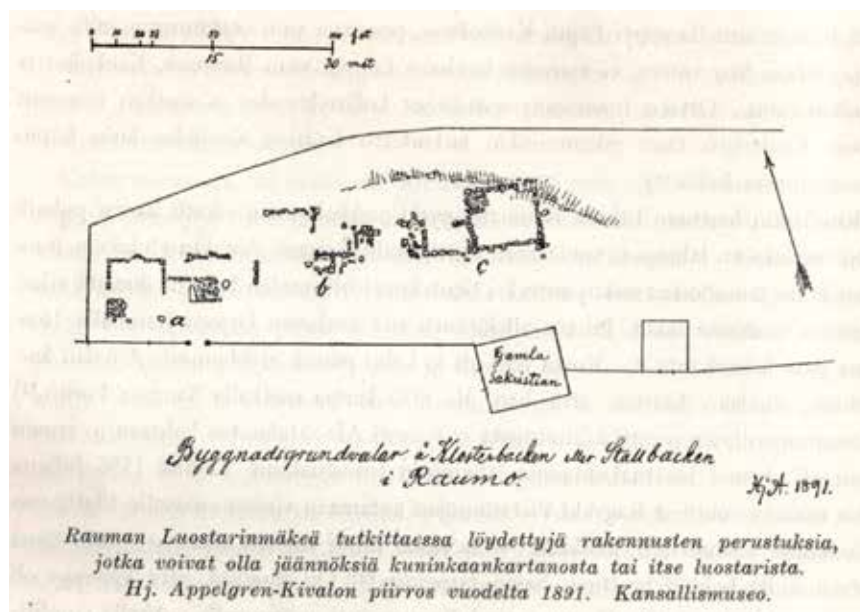 fot
15
30 met
a
b
c
Gamla
Sakristian
Byggnadsgrundvalar å Klosterbacken eller Stallbacken
i Raumo.
Hj. A. 1891.
Rauman Luostarinmäkeä tutkittaessa löydettyjä rakennusten perustuksia,
jotka voivat olla jäännöksiä kuninkaankartanosta tai itse luostarista.
Hj. Appelgren-Kivalon piirros vuodelta 1891. Kansallismuseo.